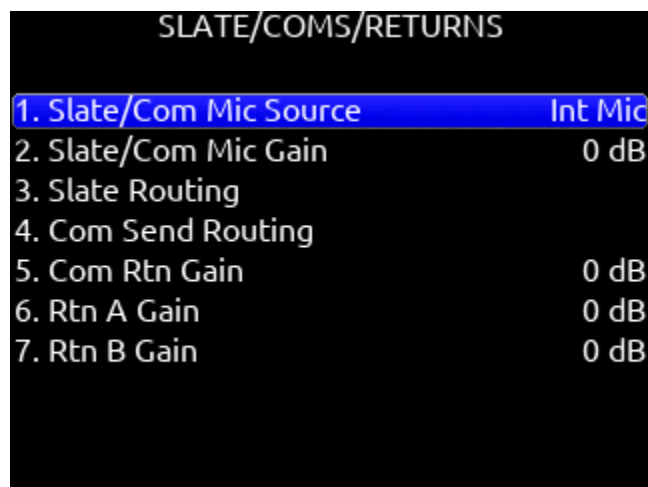 SLATE/COMS/RETURNS
1. Slate/Com Mic Source Int Mic
2. Slate/Com Mic Gain 0 dB
3. Slate Routing
4. Com Send Routing
5. Com Rtn Gain 0 dB
6. Rtn A Gain 0 dB
7. Rtn B Gain 0 dB